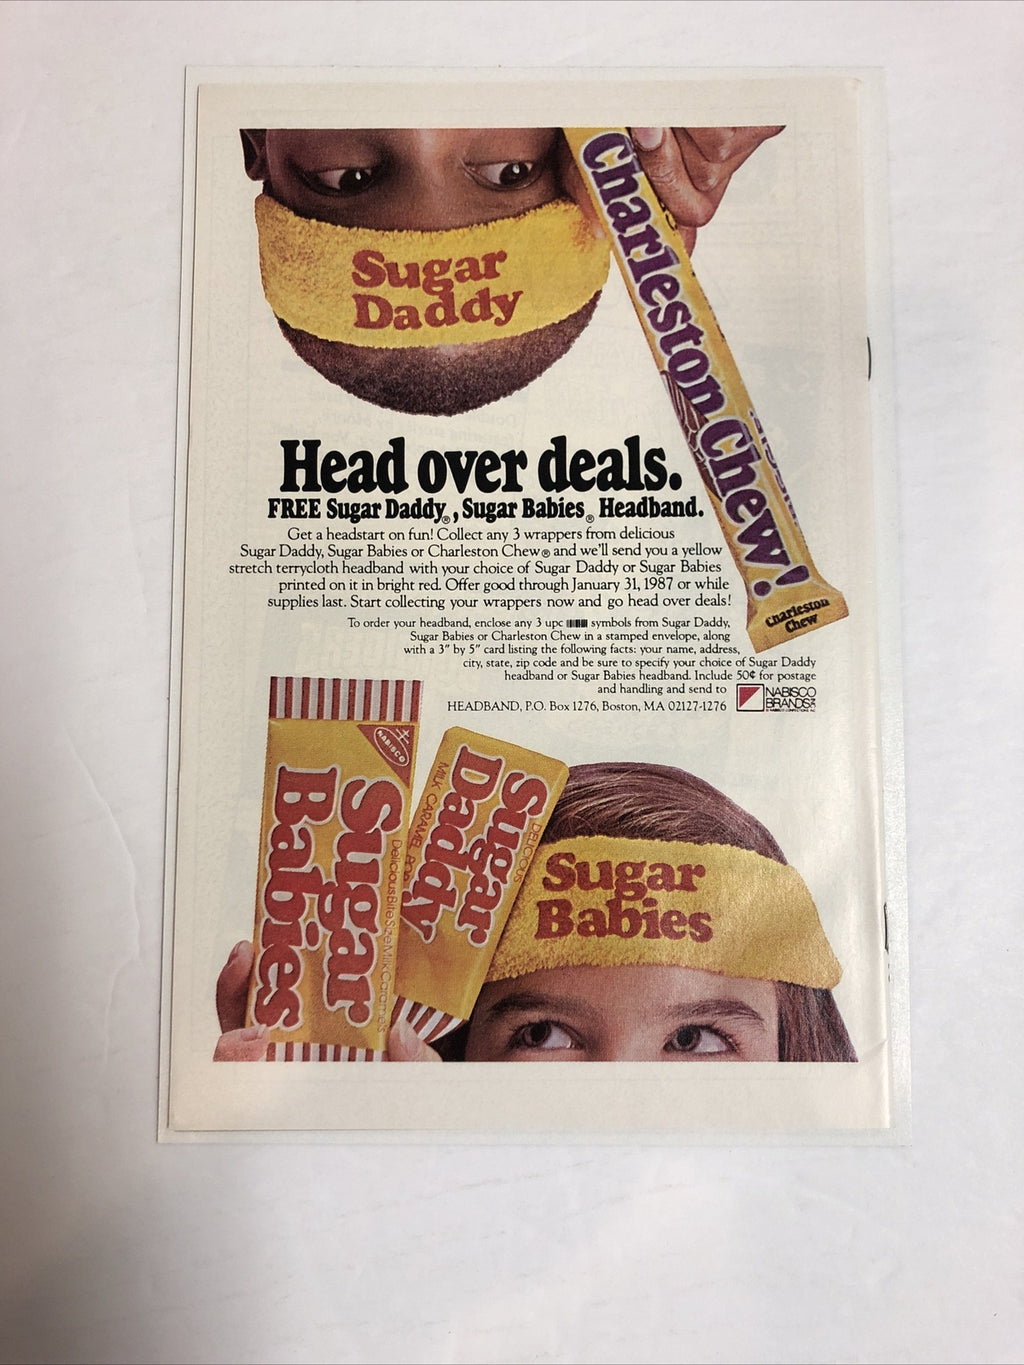 Sugar
Daddy
Charleston Chew!
Charleston
Chew
Head over deals.
FREE Sugar Daddy®, Sugar Babies® Headband.
Get a headstart on fun! Collect any 3 wrappers from delicious
Sugar Daddy, Sugar Babies or Charleston Chew® and we'll send you a yellow
stretch terrycloth headband with your choice of Sugar Daddy or Sugar Babies
printed on it in bright red. Offer good through January 31, 1987 or while
supplies last. Start collecting your wrappers now and go head over deals!
To order your headband, enclose any 3 upc symbols from Sugar Daddy,
Sugar Babies or Charleston Chew in a stamped envelope, along
with a 3" by 5" card listing the following facts: your name, address,
city, state, zip code and be sure to specify your choice of Sugar Daddy
headband or Sugar Babies headband. Include 50¢ for postage
and handling and send to
HEADBAND, P.O. Box 1276, Boston, MA 02127-1276
NABISCO
BRANDS INC
NABISCO
Sugar
Babies
Delicious Bite Size Milk Caramels
DELICIOUS
Sugar
Daddy
MILK CARAMEL POP
Sugar
Babies